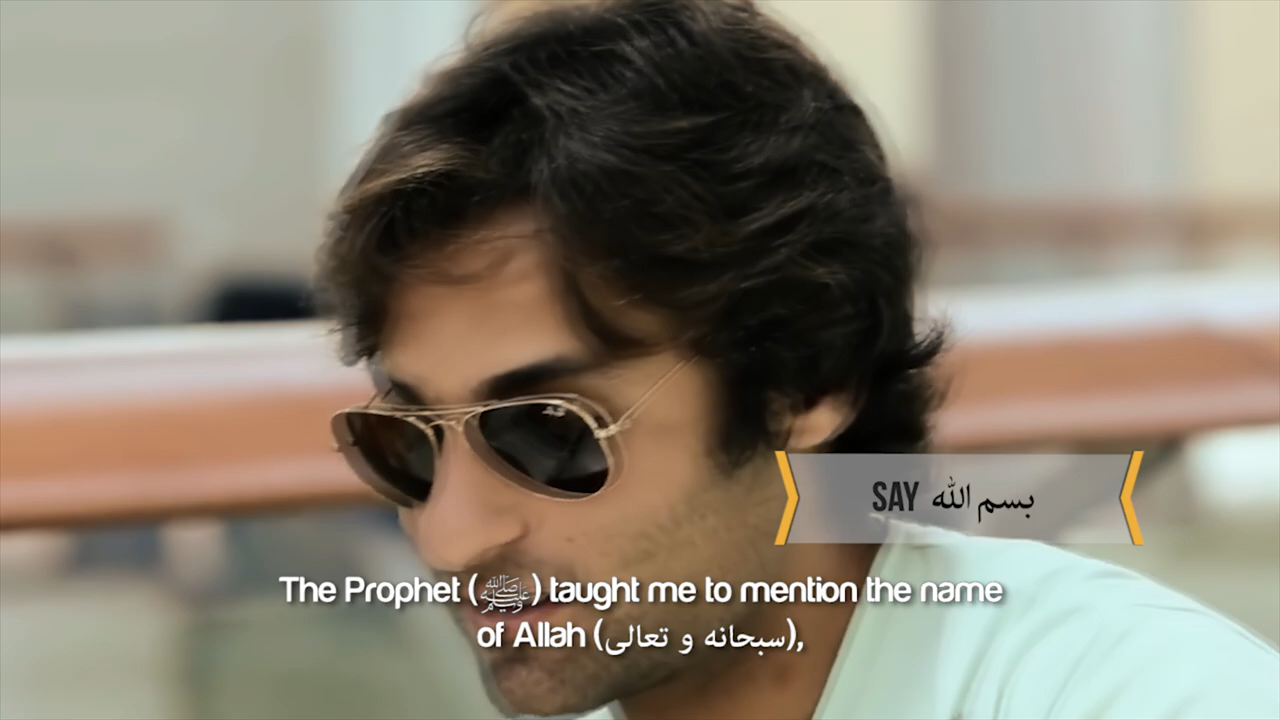 SAY بسم الله
The Prophet (ﷺ) taught me to mention the name
of Allah (سبحانه و تعالى),